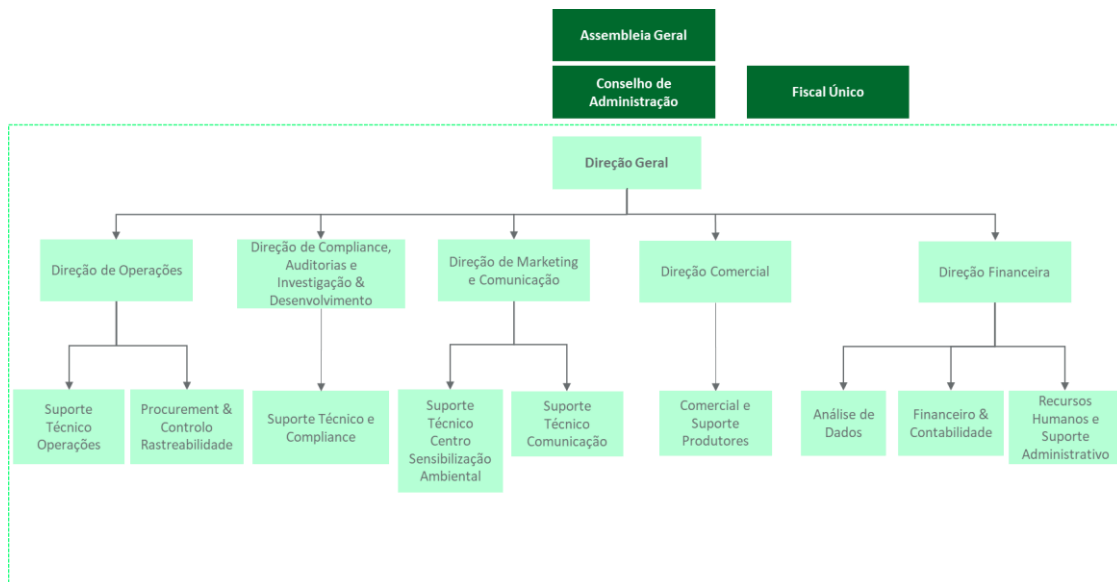 Assembleia Geral
Conselho de
Administração
Fiscal Único
Direção Geral
Direção de Operações
Direção de Compliance,
Auditorias e
Investigação &
Desenvolvimento
Direção de Marketing
e Comunicação
Direção Comercial
Direção Financeira
Suporte
Técnico
Operações
Procurement &
Controlo
Rastreabilidade
Suporte Técnico e
Compliance
Suporte
Técnico
Centro
Sensibilização
Ambiental
Suporte
Técnico
Comunicação
Comercial e
Suporte
Produtores
Análise de
Dados
Financeiro &
Contabilidade
Recursos
Humanos e
Suporte
Administrativo